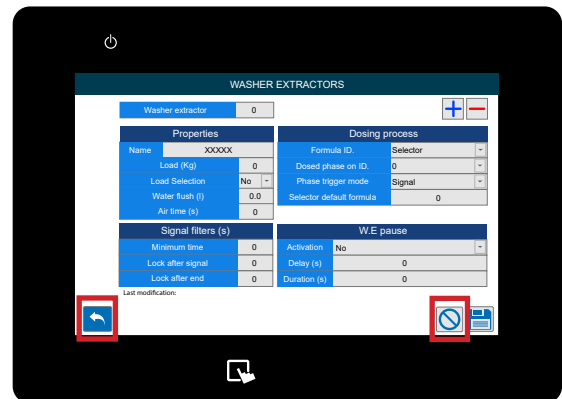 WASHER EXTRACTORS
Washer extractor 0
Properties
Name XXXXX
Load (Kg) 0
Load Selection No
Water flush (l) 0.0
Air time (s) 0
Dosing process
Formula ID. Selector
Dosed phase on ID. 0
Phase trigger mode Signal
Selector default formula 0
Signal filters (s)
Minimum time 0
Lock after signal 0
Lock after end 0
W.E pause
Activation No
Delay (s) 0
Duration (s) 0
Last modification: